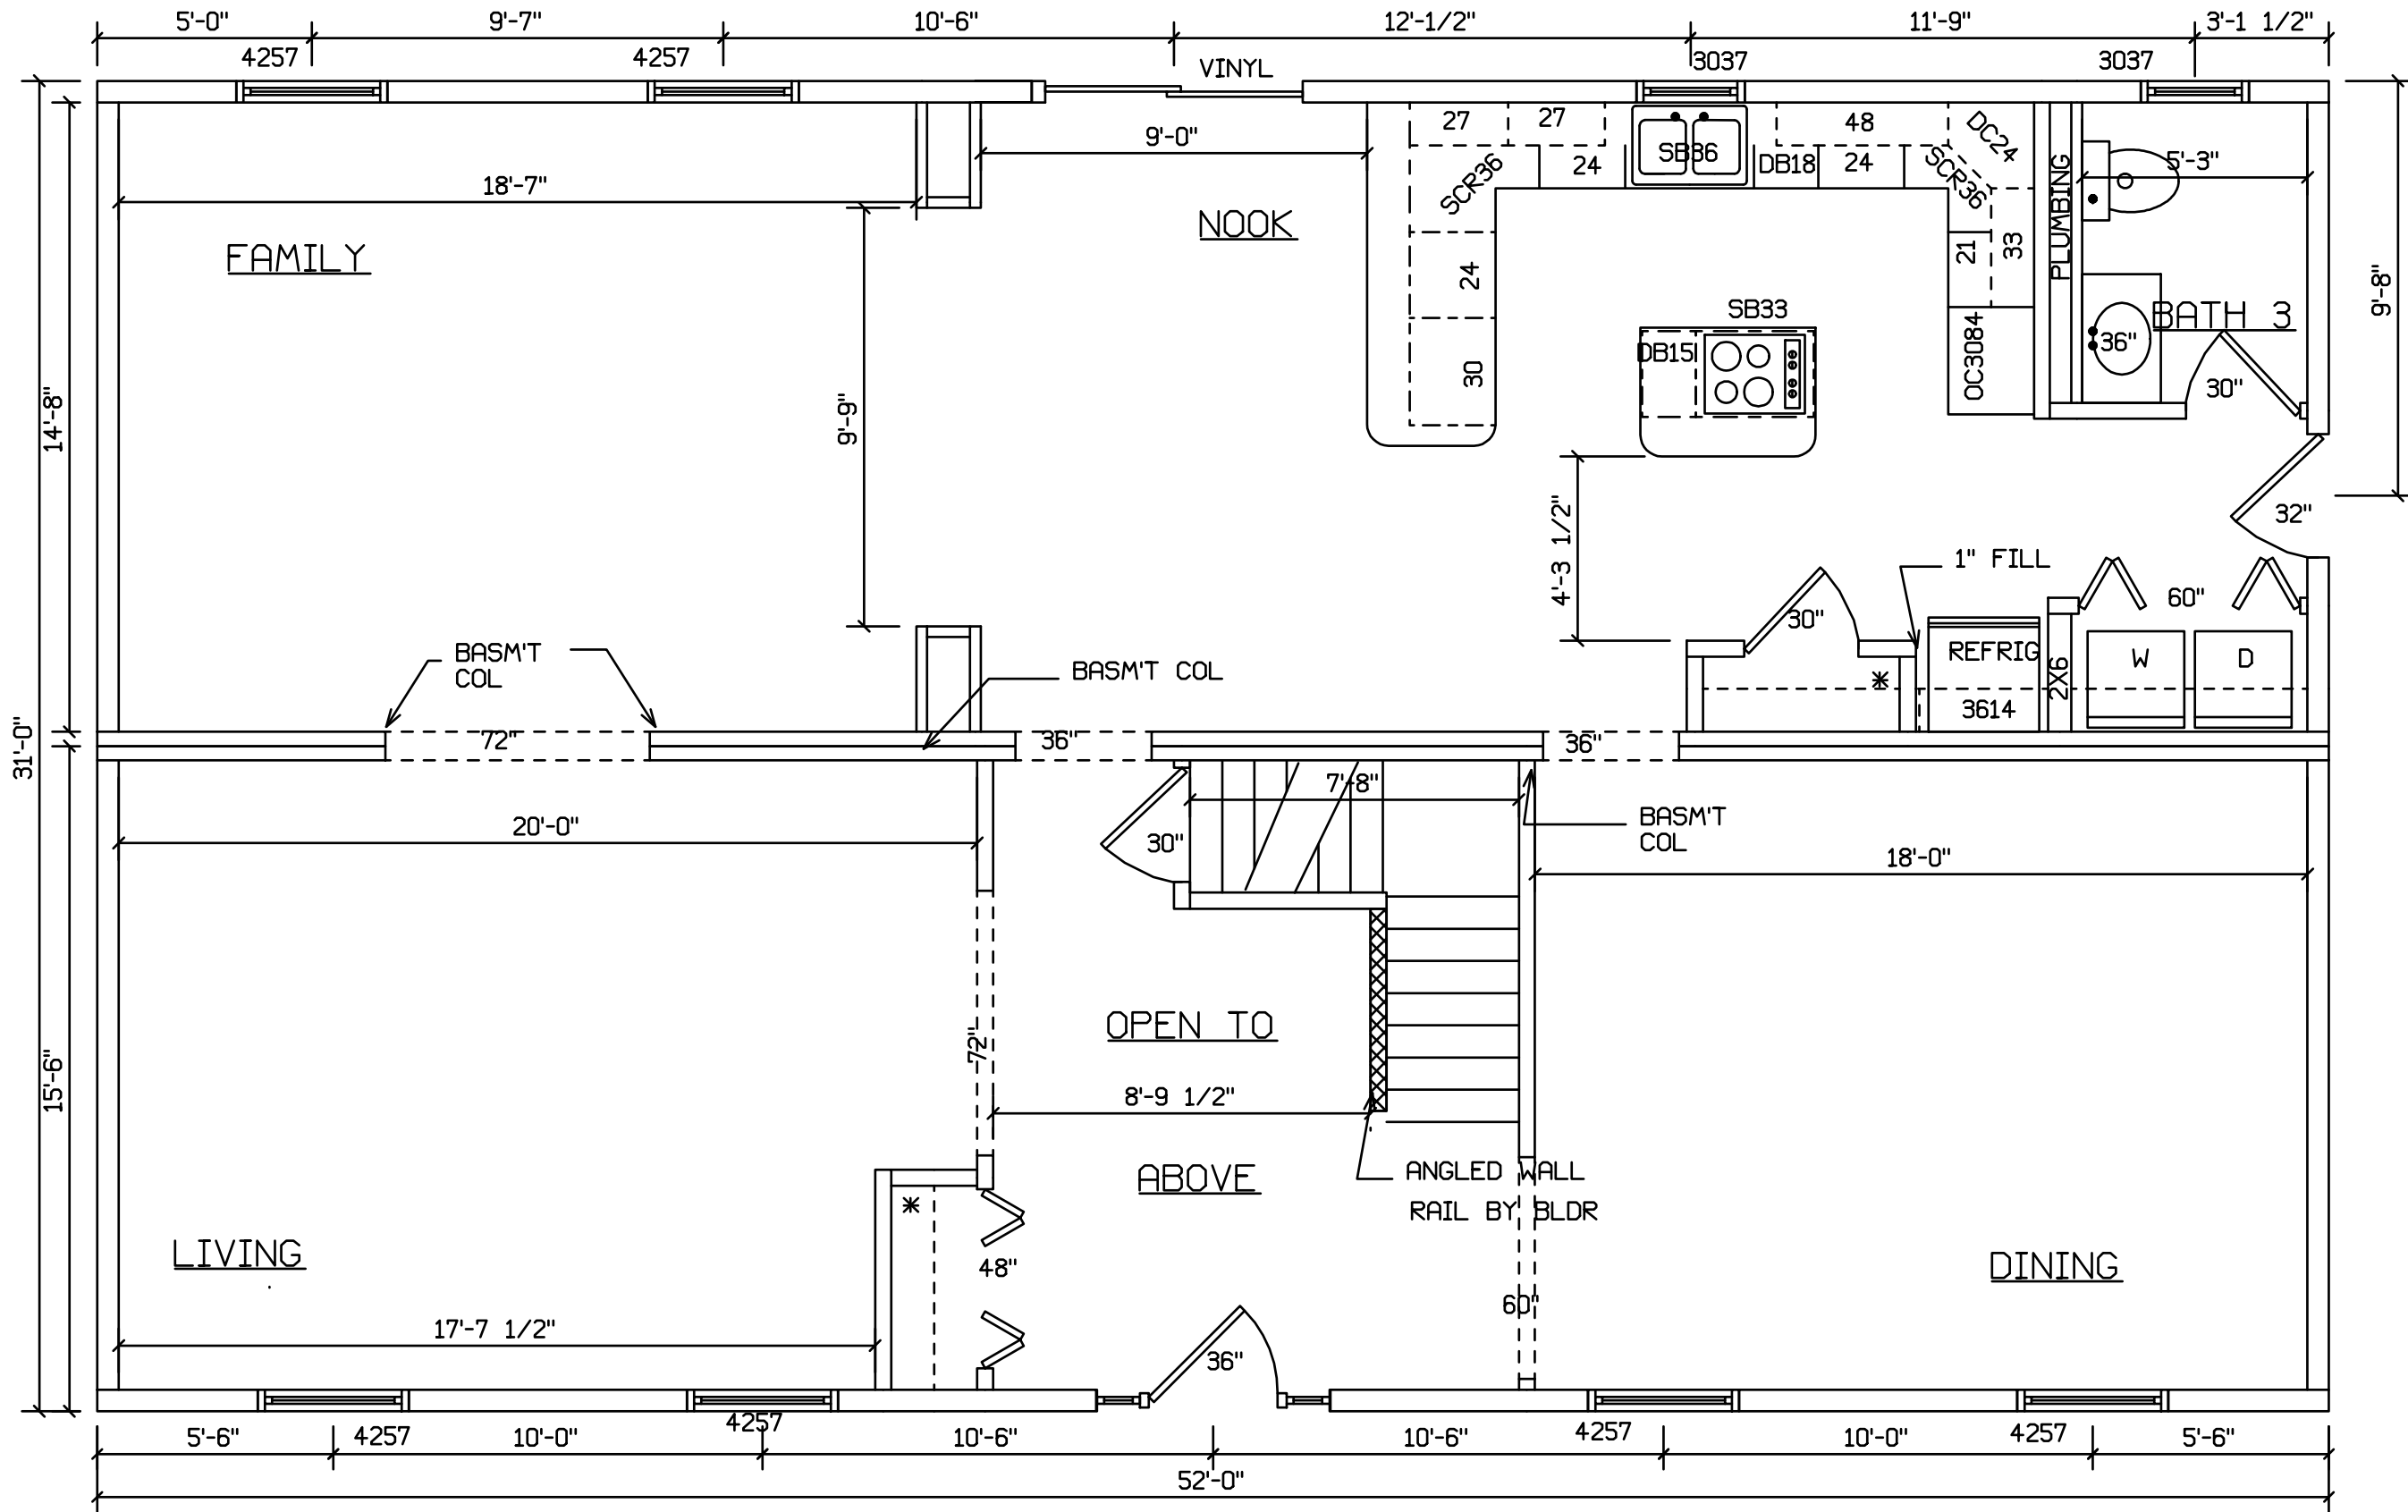 5'-0"
9'-7"
10'-6"
12'-1/2"
11'-9"
3'-1 1/2"
4257
4257
VINYL
3037
3037
27
27
48
DC24
9'-0"
SCR36
24
SB36
DB18
24
SCR36
PLUMBING
5'-3"
18'-7"
NOOK
FAMILY
21
33
24
9'-8"
SB33
BATH 3
DB15
OC3084
36"
30
30"
14'-8"
9'-9"
4'-3 1/2"
32"
1" FILL
60"
30"
BASM'T
COL
BASM'T COL
REFRIG
2X6
W
D
*
3614
31'-0"
72"
36"
36"
7'-8"
20'-0"
30"
BASM'T
COL
18'-0"
OPEN TO
72"
15'-6"
8'-9 1/2"
ABOVE
ANGLED WALL
RAIL BY BLDR
*
LIVING
48"
DINING
60"
17'-7 1/2"
36"
5'-6"
4257
10'-0"
4257
10'-6"
10'-6"
4257
10'-0"
4257
5'-6"
52'-0"